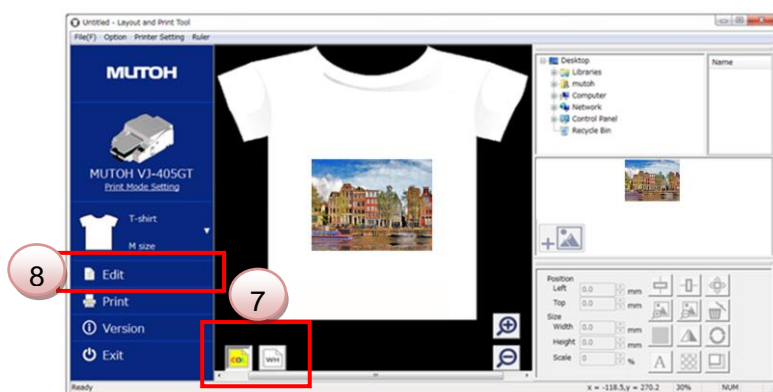 Untitled - Layout and Print Tool
File(F) Option Printer Setting Ruler
MUTOH
MUTOH VJ-405GT
Print Mode Setting
T-shirt
M size
8
Edit
Print
Version
Exit
7
COL
WH
Desktop
Libraries
mutoh
Computer
Network
Control Panel
Recycle Bin
Name
Position
Left 0.0 mm
Top 0.0 mm
Size
Width 0.0 mm
Height 0.0 mm
Scale 0 %
A
Ready
x = -118.5,y = 270.2 30% NUM